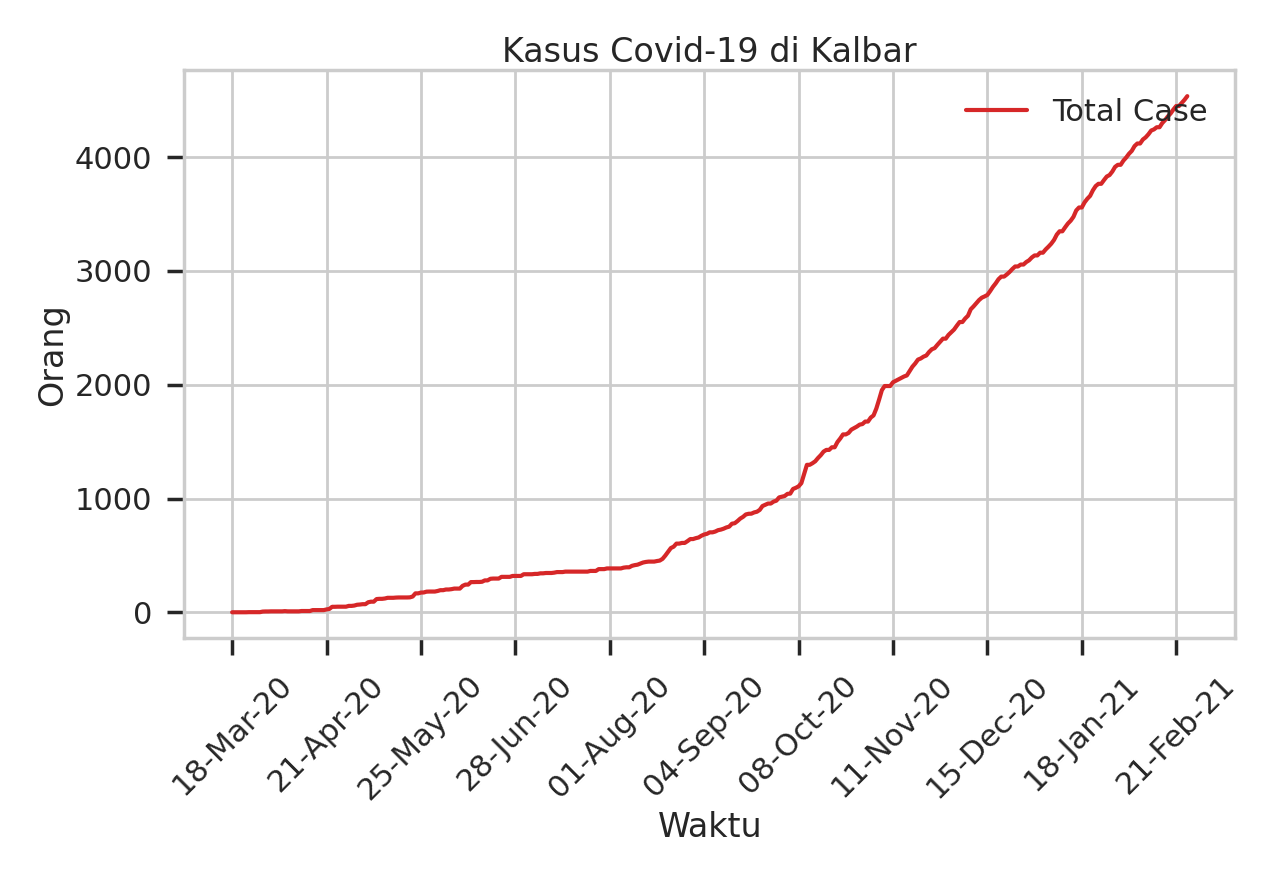 Kasus Covid-19 di Kalbar
Total Case
4000
3000
2000
1000
0
Orang
18-Mar-20
21-Apr-20
25-May-20
28-Jun-20
01-Aug-20
04-Sep-20
08-Oct-20
11-Nov-20
15-Dec-20
18-Jan-21
21-Feb-21
Waktu